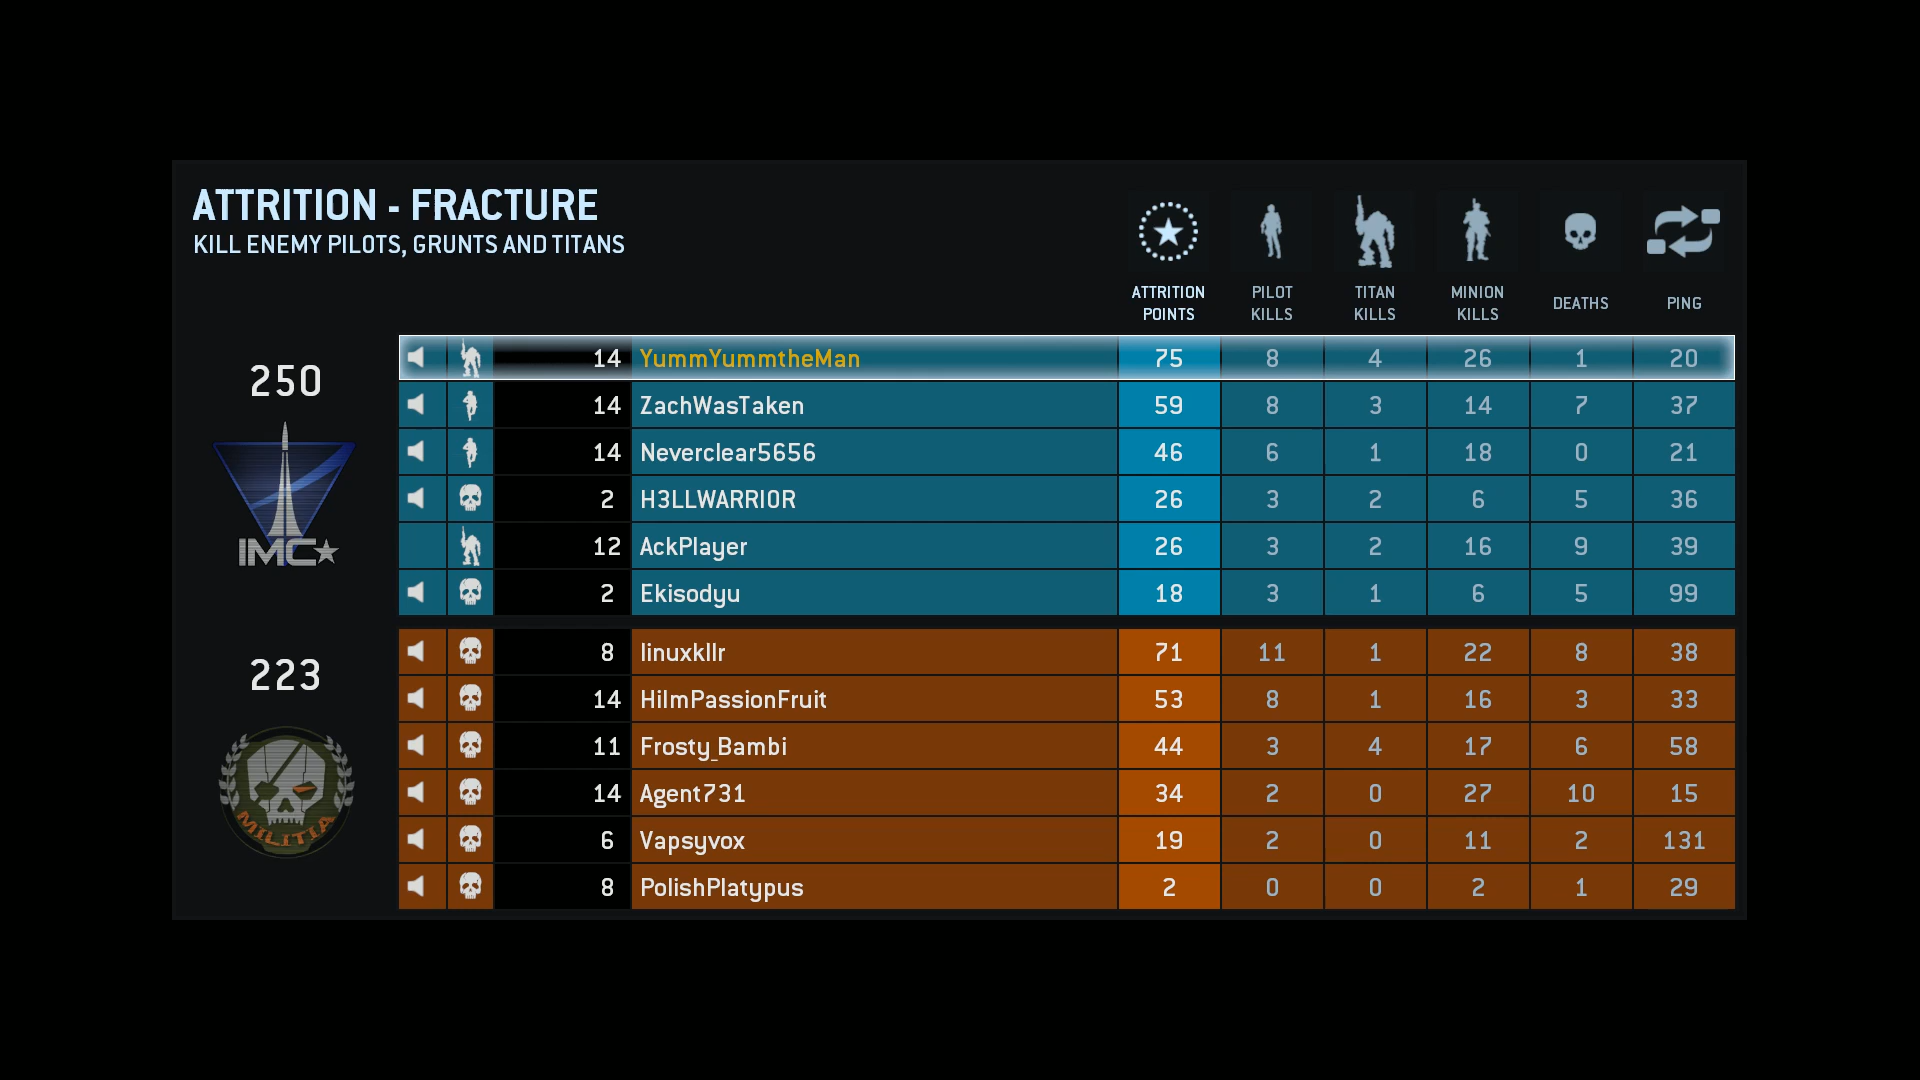 ATTRITION - FRACTURE
KILL ENEMY PILOTS, GRUNTS AND TITANS
ATTRITION POINTS PILOT KILLS TITAN KILLS MINION KILLS DEATHS PING
250
IMC
14 YummYummtheMan 75 8 4 26 1 20
14 ZachWasTaken 59 8 3 14 7 37
14 Neverclear5656 46 6 1 18 0 21
2 H3LLWARRI0R 26 3 2 6 5 36
12 AckPlayer 26 3 2 16 9 39
2 Ekisodyu 18 3 1 6 5 99
223
MILITIA
8 linuxkllr 71 11 1 22 8 38
14 HiImPassionFruit 53 8 1 16 3 33
11 Frosty_Bambi 44 3 4 17 6 58
14 Agent731 34 2 0 27 10 15
6 Vapsyvox 19 2 0 11 2 131
8 PolishPlatypus 2 0 0 2 1 29